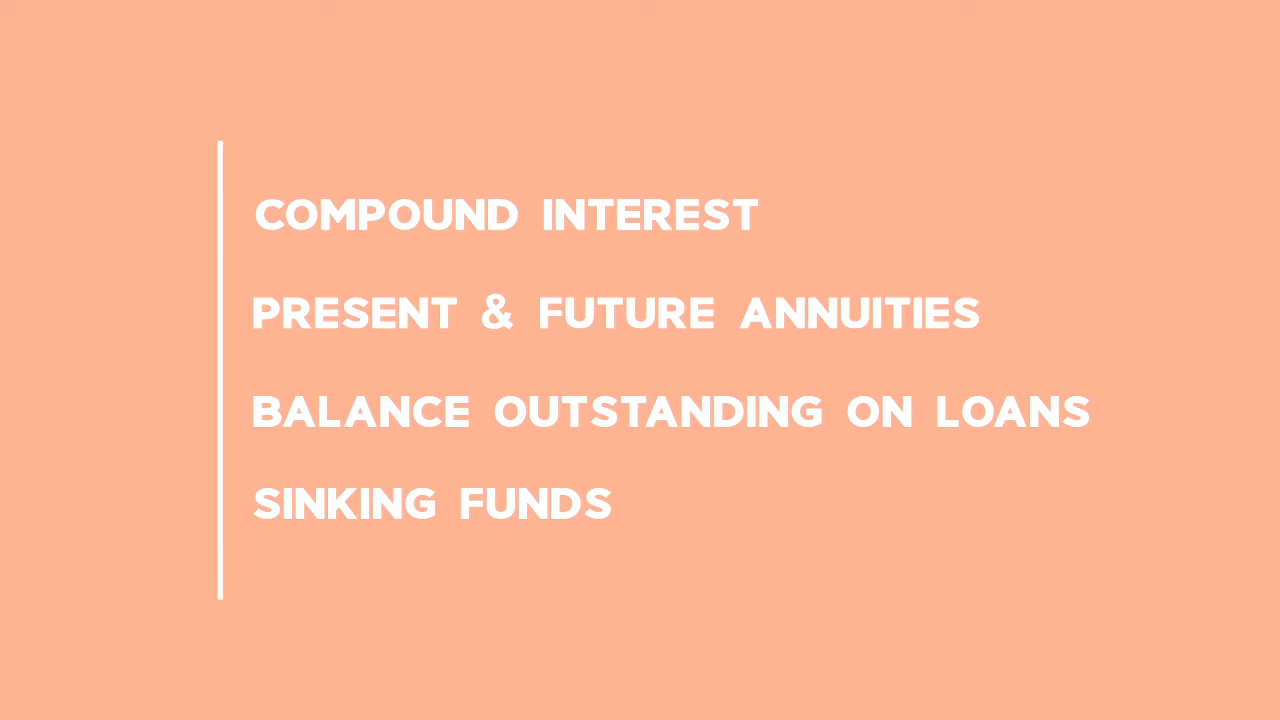 COMPOUND INTEREST
PRESENT & FUTURE ANNUITIES
BALANCE OUTSTANDING ON LOANS
SINKING FUNDS